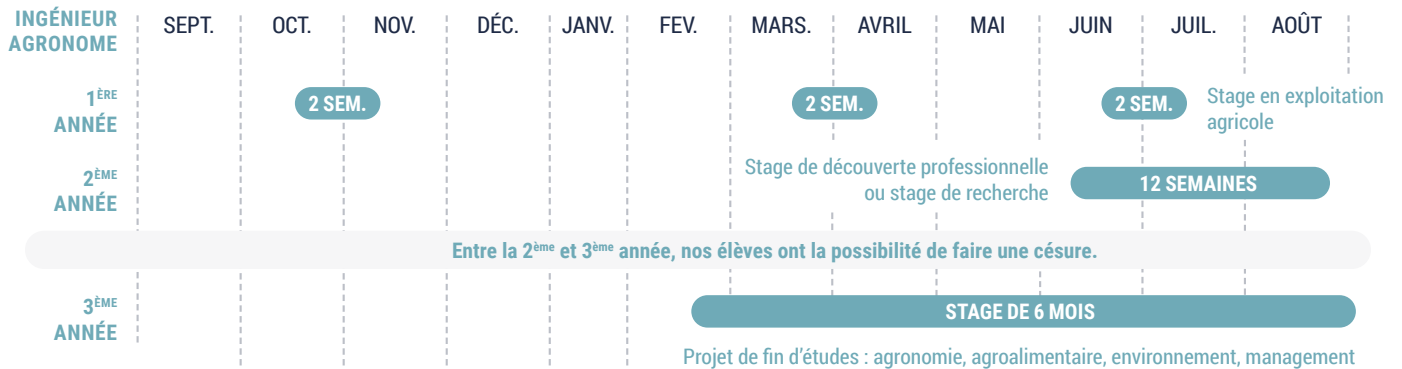 INGÉNIEUR
AGRONOME
SEPT. OCT. NOV. DÉC. JANV. FEV. MARS. AVRIL MAI JUIN JUIL. AOÛT
1ÈRE
ANNÉE
2 SEM. 2 SEM. 2 SEM.
Stage en exploitation
agricole
2ÈME
ANNÉE
Stage de découverte professionnelle
ou stage de recherche
12 SEMAINES
Entre la 2ème et 3ème année, nos élèves ont la possibilité de faire une césure.
3ÈME
ANNÉE
STAGE DE 6 MOIS
Projet de fin d'études : agronomie, agroalimentaire, environnement, management